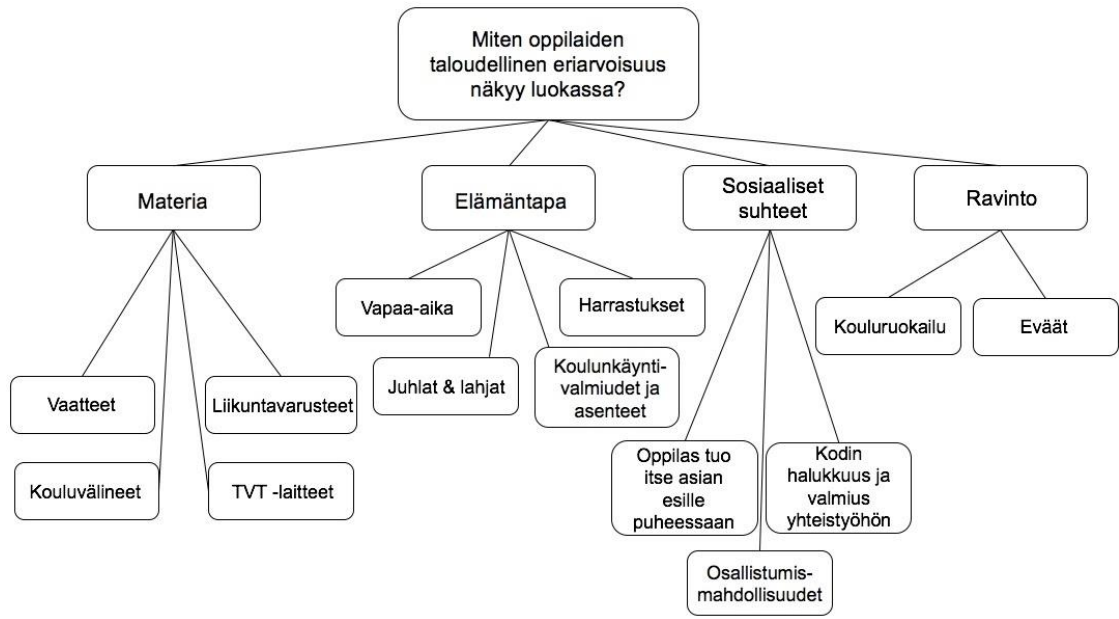 Miten oppilaiden
taloudellinen eriarvoisuus
näkyy luokassa?
Materia
Elämäntapa
Sosiaaliset
suhteet
Ravinto
Vapaa-aika
Harrastukset
Kouluruokailu
Eväät
Vaatteet
Liikuntavarusteet
Juhlat & lahjat
Koulunkäynti-
valmiudet ja
asenteet
Kouluvälineet
TVT -laitteet
Oppilas tuo
itse asian
esille
puheessaan
Kodin
halukkuus ja
valmius
yhteistyöhön
Osallistumis-
mahdollisuudet